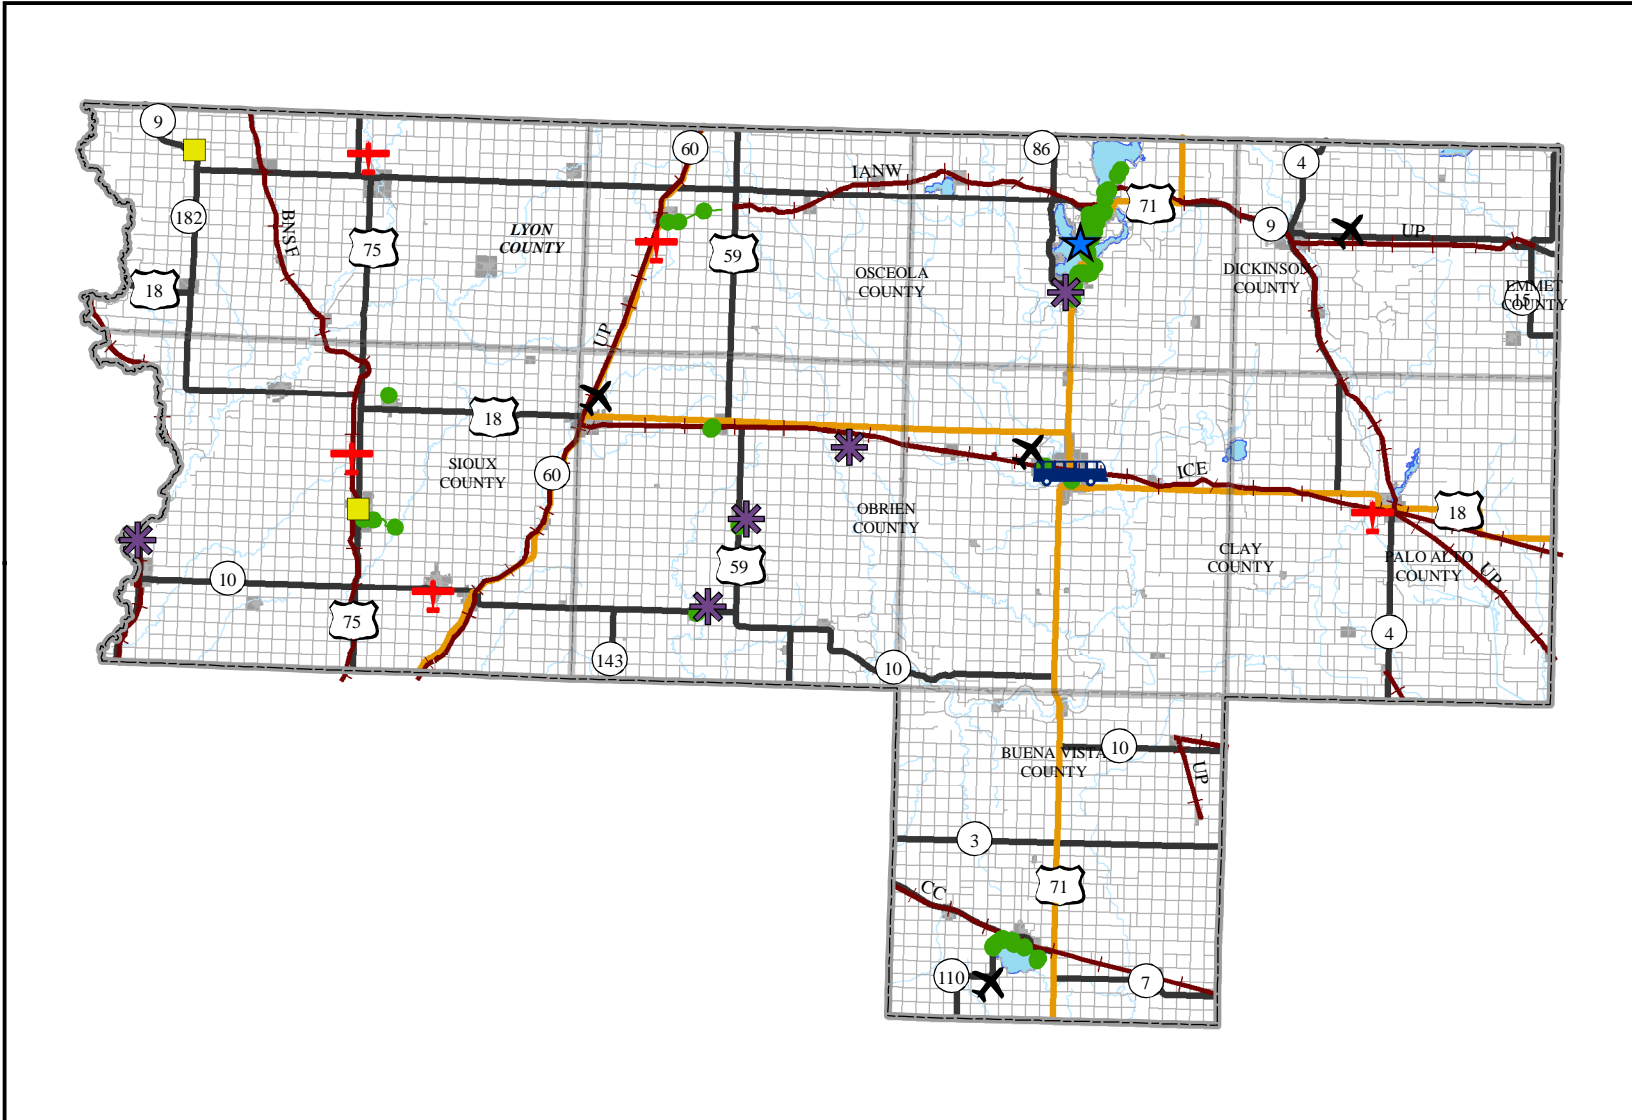 9
60
86
4
IANW
71
182
BNSF
LYON
COUNTY
75
59
9
UP
18
OSCEOLA
COUNTY
DICKINSON
COUNTY
EMMET
COUNTY
15
UP
18
SIOUX
COUNTY
60
ICE
OBRIEN
COUNTY
18
CLAY
COUNTY
PALO ALTO
COUNTY
UP
10
59
75
143
10
4
BUENA VISTA
COUNTY
10
UP
3
CC
71
110
7